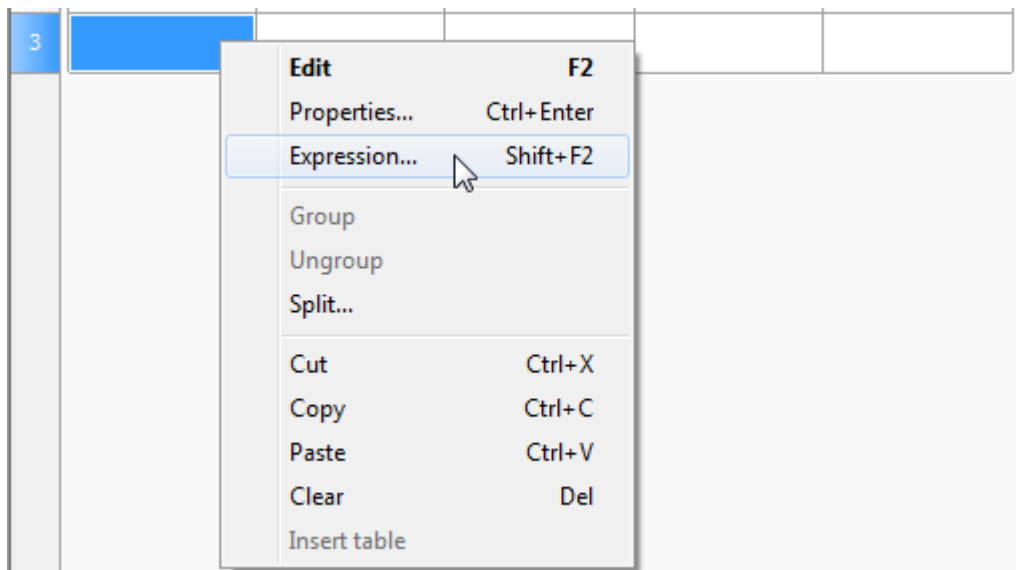 3
Edit F2
Properties... Ctrl+Enter
Expression... Shift+F2
Group
Ungroup
Split...
Cut Ctrl+X
Copy Ctrl+C
Paste Ctrl+V
Clear Del
Insert table